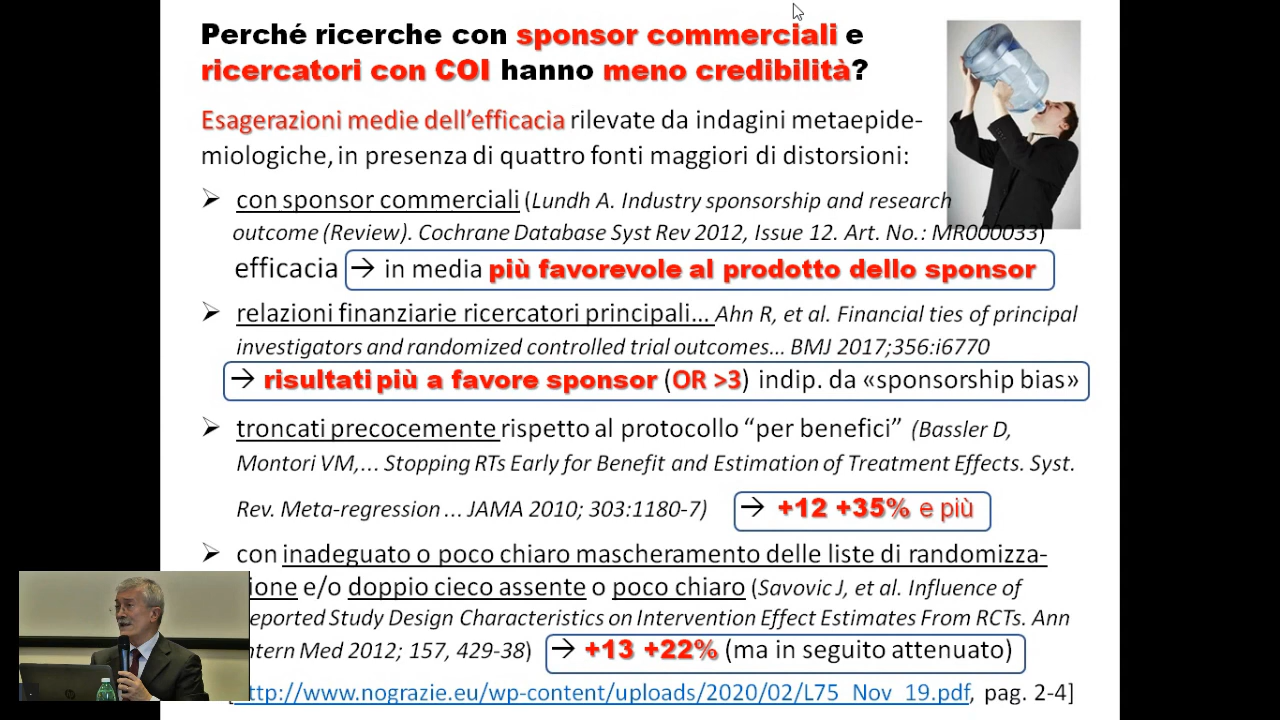 Perché ricerche con sponsor commerciali e
ricercatori con COI hanno meno credibilità?
Esagerazioni medie dell'efficacia rilevate da indagini metaepide-
miologiche, in presenza di quattro fonti maggiori di distorsioni:
➢ con sponsor commerciali (Lundh A. Industry sponsorship and research
outcome (Review). Cochrane Database Syst Rev 2012, Issue 12. Art. No.: MR000033)
efficacia → in media più favorevole al prodotto dello sponsor
➢ relazioni finanziarie ricercatori principali... Ahn R, et al. Financial ties of principal
investigators and randomized controlled trial outcomes... BMJ 2017;356:i6770
→ risultati più a favore sponsor (OR >3) indip. da «sponsorship bias»
➢ troncati precocemente rispetto al protocollo “per benefici” (Bassler D,
Montori VM,... Stopping RTs Early for Benefit and Estimation of Treatment Effects. Syst.
Rev. Meta-regression ... JAMA 2010; 303:1180-7) → +12 +35% e più
➢ con inadeguato o poco chiaro mascheramento delle liste di randomizza-
ione e/o doppio cieco assente o poco chiaro (Savovic J, et al. Influence of
eported Study Design Characteristics on Intervention Effect Estimates From RCTs. Ann
ntern Med 2012; 157, 429-38) → +13 +22% (ma in seguito attenuato)
[ttp://www.nograzie.eu/wp-content/uploads/2020/02/L75_Nov_19.pdf, pag. 2-4]